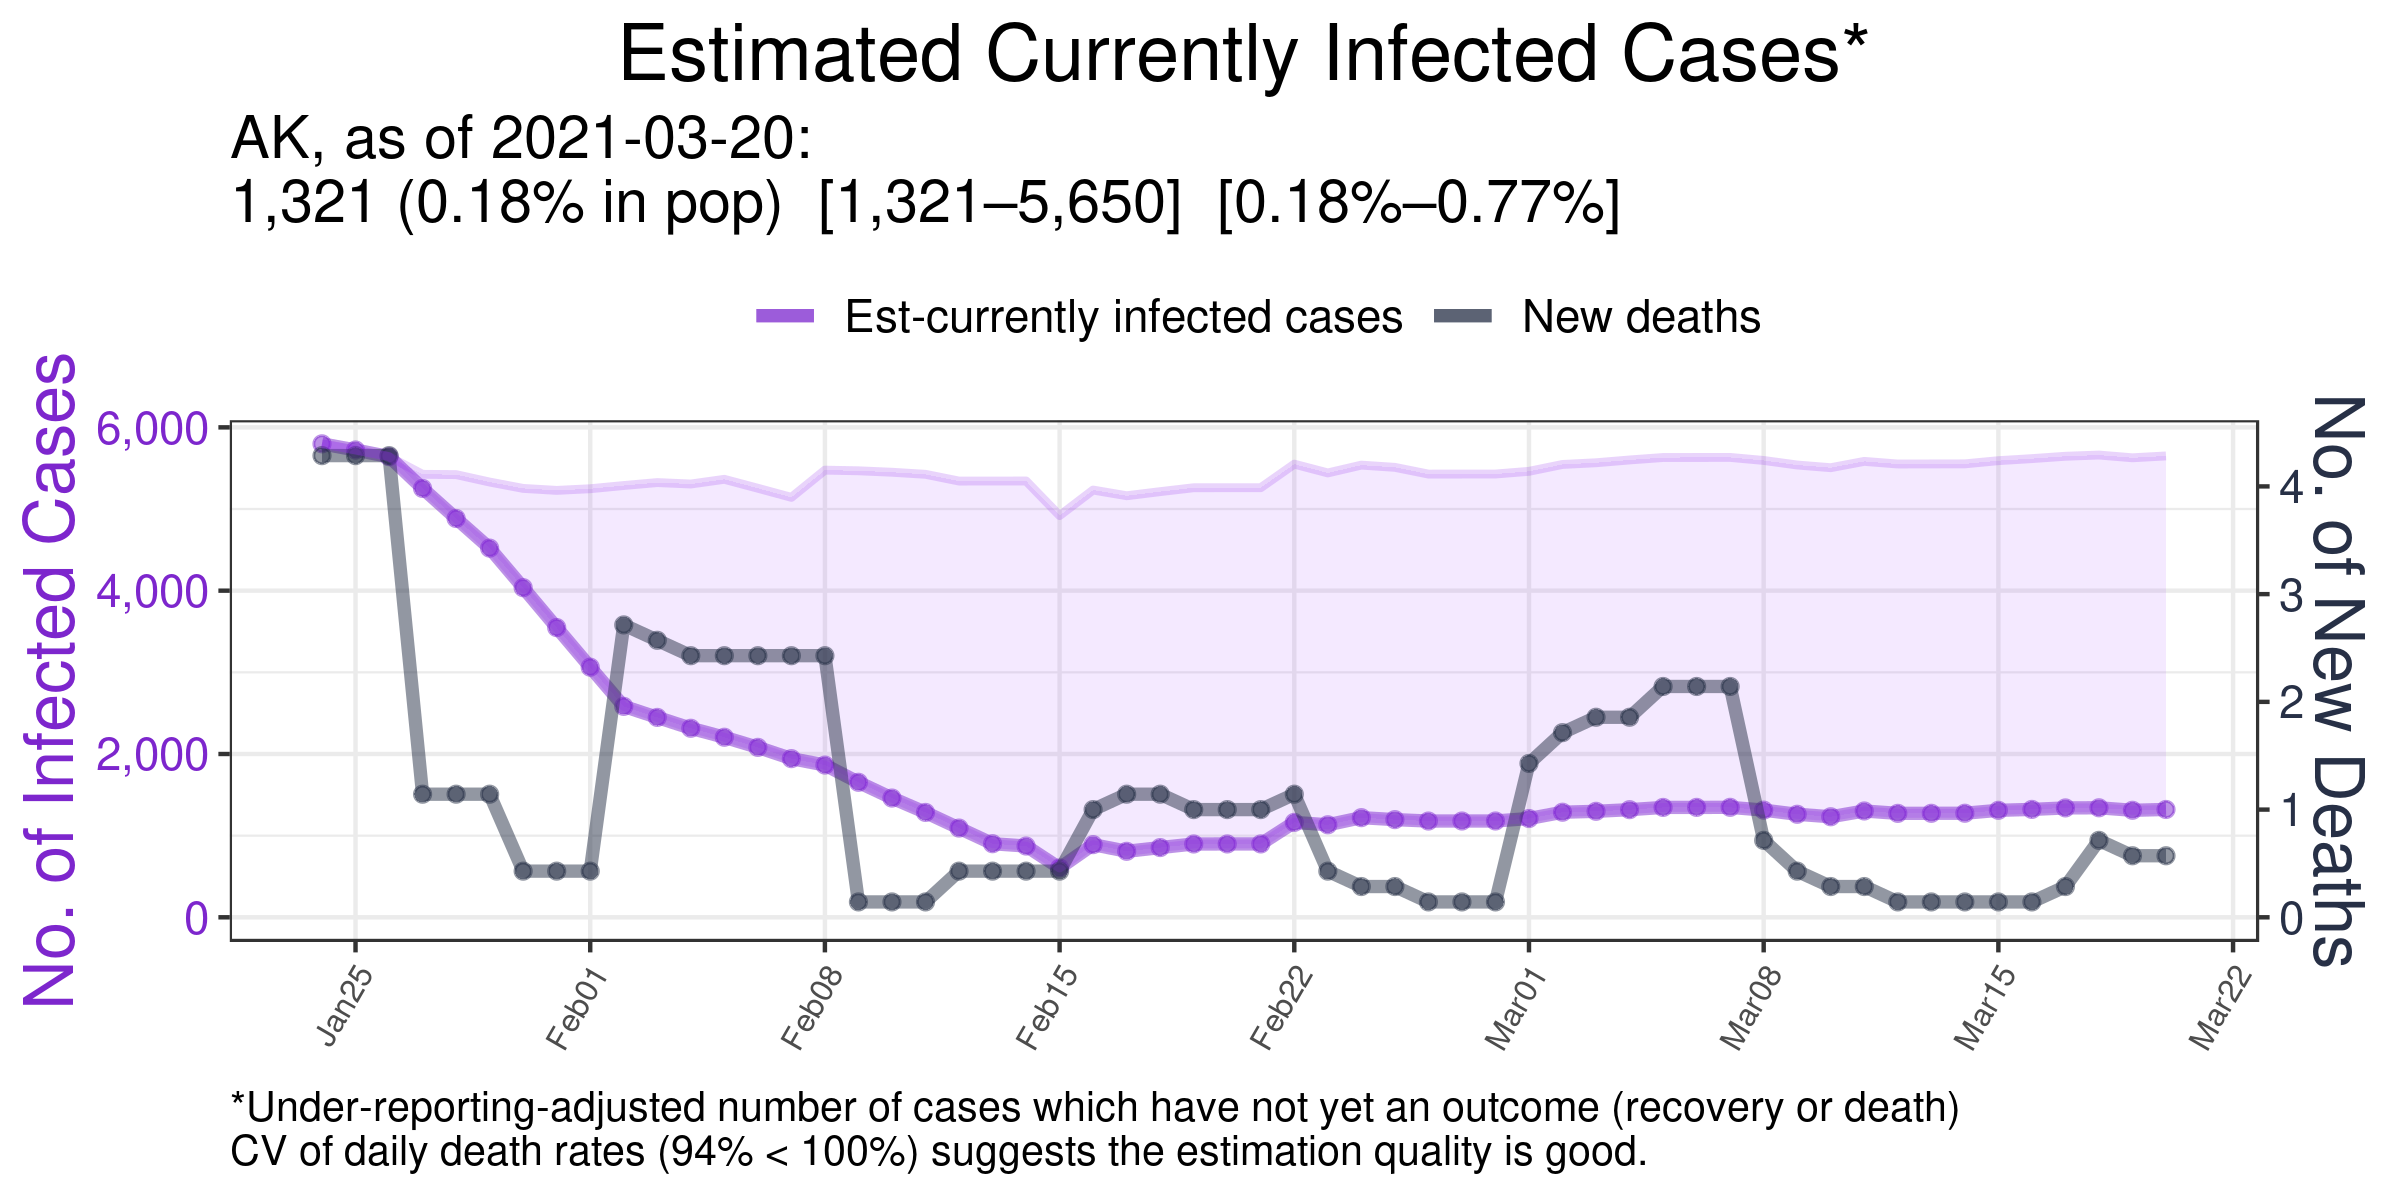 Estimated Currently Infected Cases*
AK, as of 2021-03-20:
1,321 (0.18% in pop)  [1,321–5,650]  [0.18%–0.77%]
Est-currently infected cases
New deaths
No. of Infected Cases
6,000
4,000
2,000
0
No. of New Deaths
4
3
2
1
0
Jan25
Feb01
Feb08
Feb15
Feb22
Mar01
Mar08
Mar15
Mar22
*Under-reporting-adjusted number of cases which have not yet an outcome (recovery or death)
CV of daily death rates (94% < 100%) suggests the estimation quality is good.